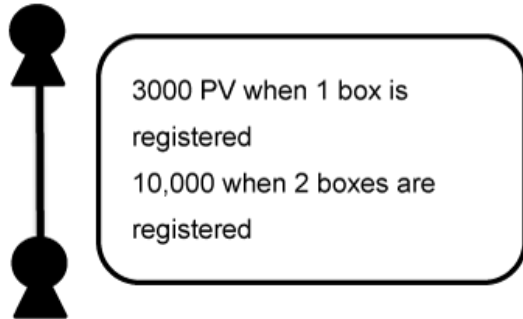 3000 PV when 1 box is
registered
10,000 when 2 boxes are
registered